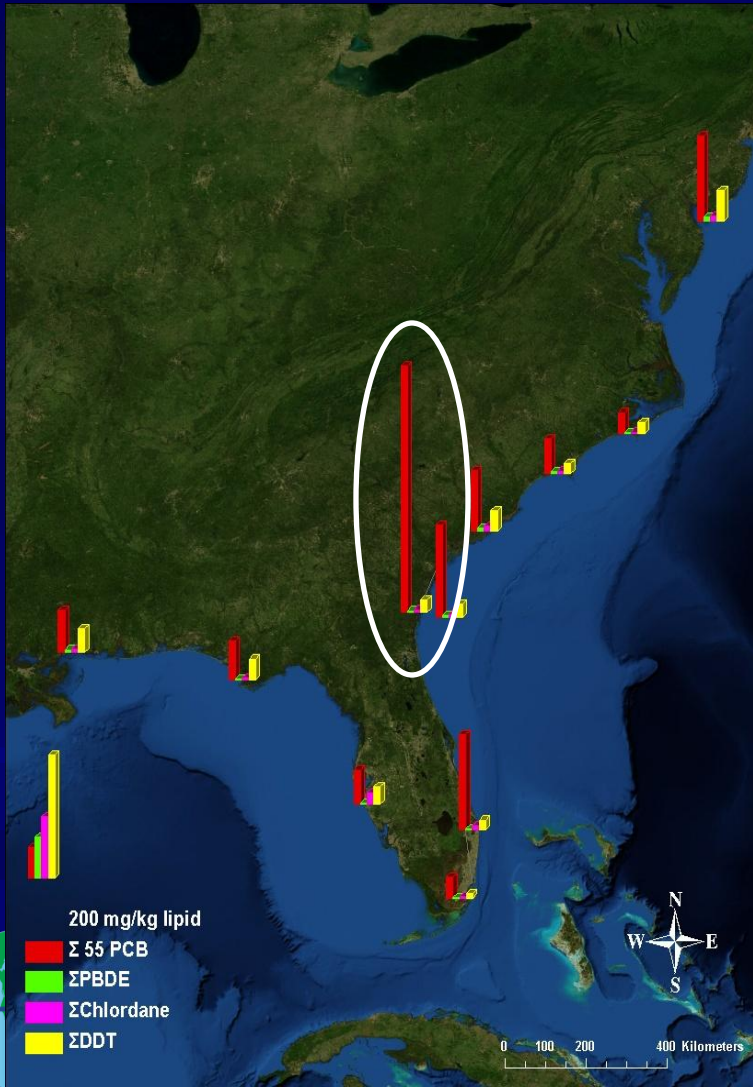 200 mg/kg lipid
Σ 55 PCB
ΣPBDE
ΣChlordane
ΣDDT
N
W E
S
0 100 200 400 Kilometers